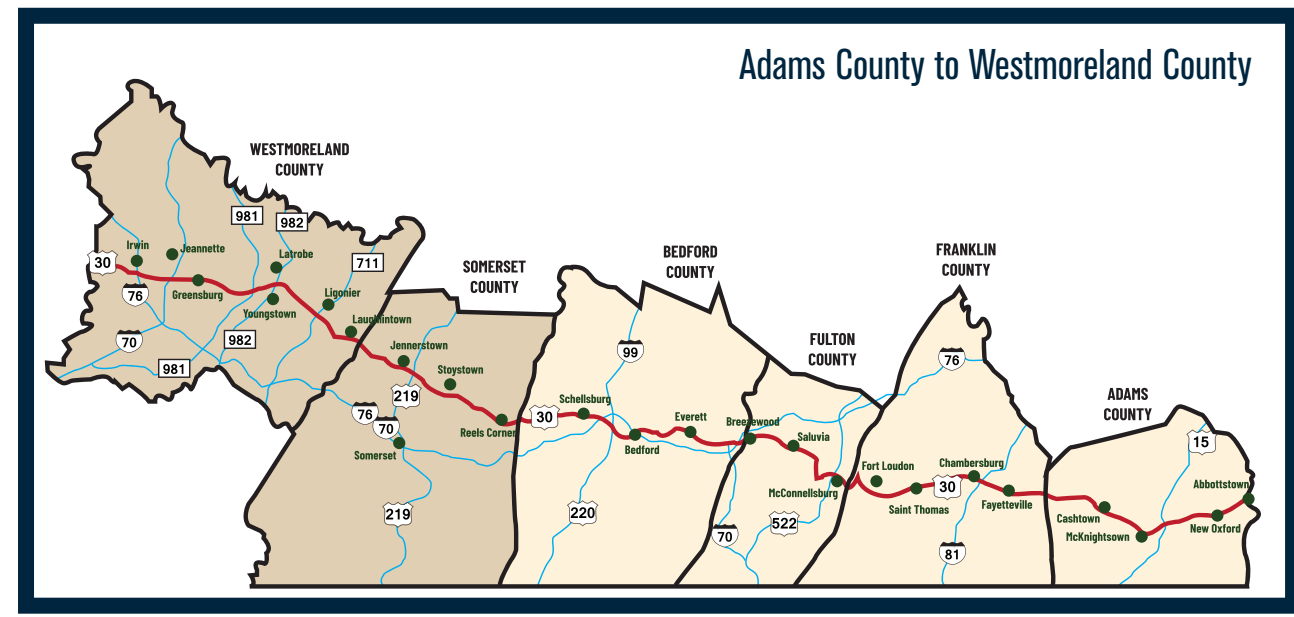 Adams County to Westmoreland County
WESTMORELAND
COUNTY
981
982
711
Irwin
Jeannette
Latrobe
30
76
Greensburg
Youngstown
Ligonier
Laughlintown
70
982
981
SOMERSET
COUNTY
Jennerstown
Stoystown
219
76
70
Reels Corner
Somerset
219
BEDFORD
COUNTY
99
Schellsburg
30
Everett
Bedford
Breezewood
220
FULTON
COUNTY
Saluvia
McConnellsburg
522
70
FRANKLIN
COUNTY
76
Fort Loudon
Chambersburg
30
Saint Thomas
Fayetteville
81
ADAMS
COUNTY
15
Abbottstown
Cashtown
McKnightsown
New Oxford